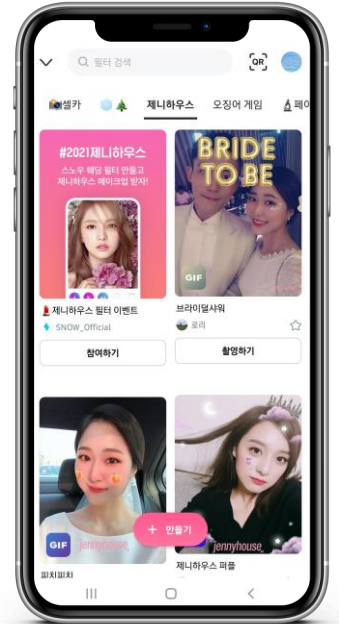 필터 검색
QR
셀카
제니하우스
오징어 게임
페이
#2021제니하우스
스노우 웨딩 필터 만들고
제니하우스 메이크업 받자!
BRIDE
TO BE
GIF
제니하우스 필터 이벤트
SNOW_Official
참여하기
브라이덜샤워
로리
촬영하기
GIF
jennyhouse
jennyhouse
+ 만들기
피치피치
제니하우스 퍼플